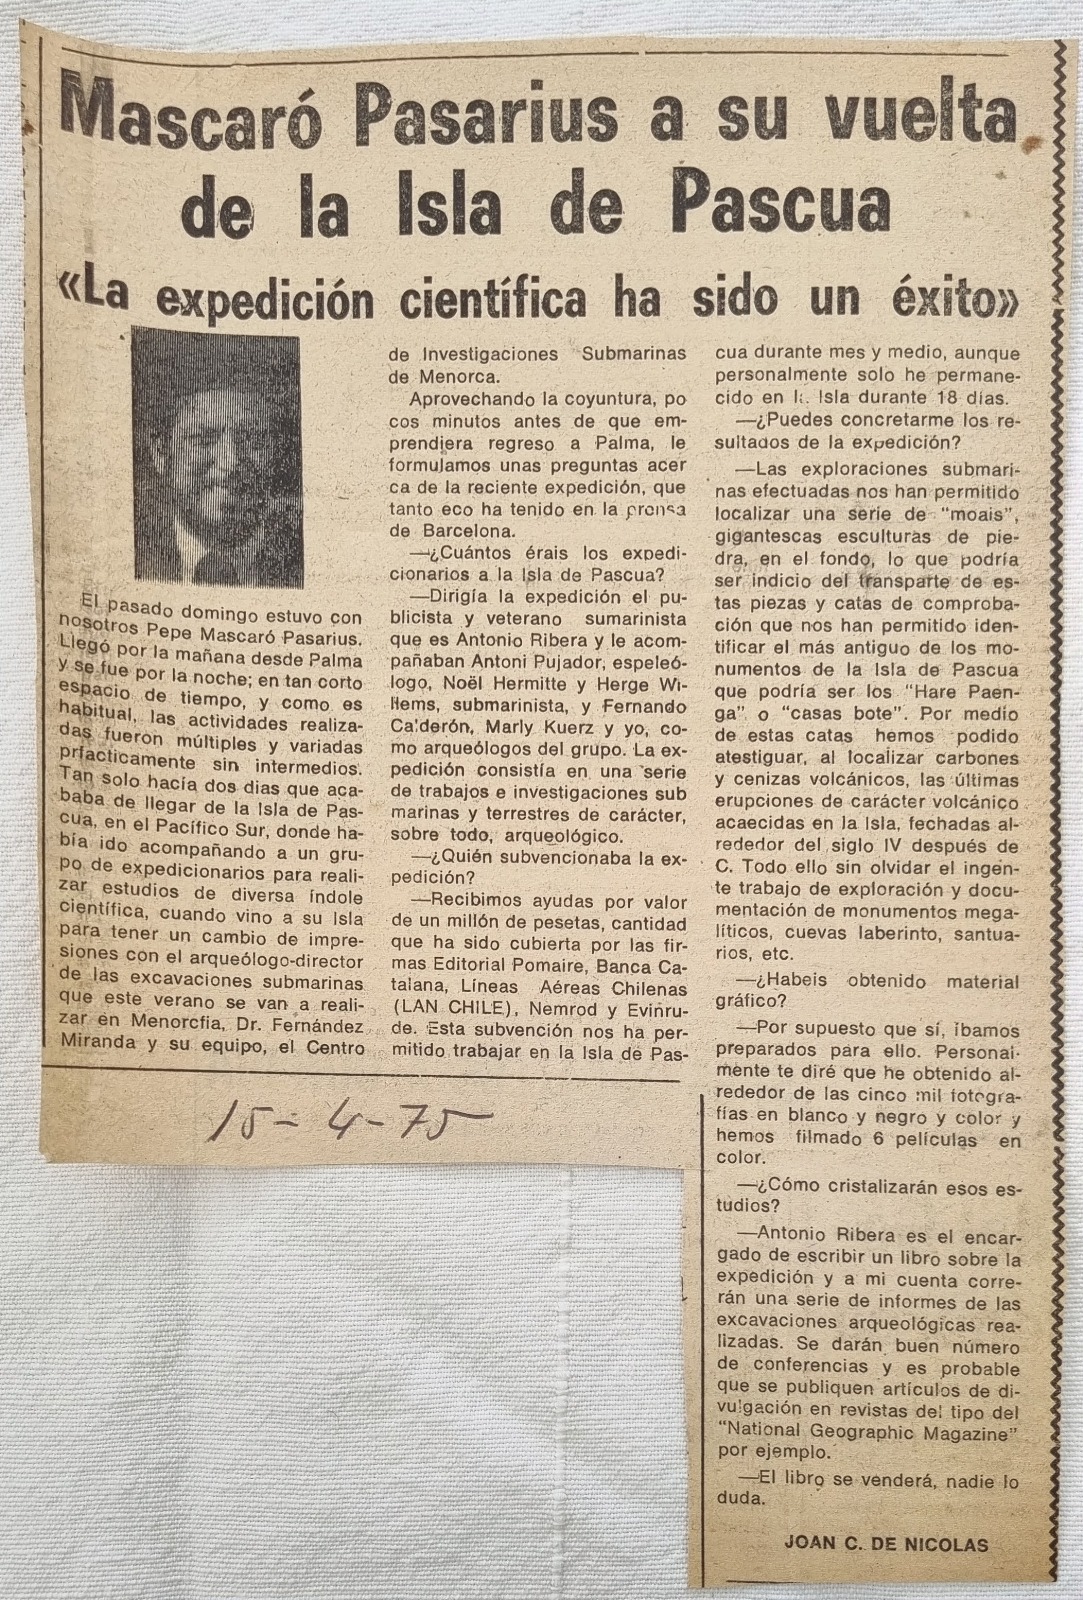 Mascaró Pasarius a su vuelta
de la Isla de Pascua
«La expedición científica ha sido un éxito»
El pasado domingo estuvo con
nosotros Pepe Mascaró Pasarius.
Llegó por la mañana desde Palma
y se fue por la noche; en tan corto
espacio de tiempo, y como es
habitual, las actividades realiza-
das fueron múltiples y variadas
priacticamente sin intermedios.
Tan solo hacía dos dias que aca-
baba de llegar de la Isla de Pas-
cua, en el Pacífico Sur, donde ha-
bía ido acompañando a un gru-
po de expedicionarios para reali-
zar estudios de diversa índole
científica, cuando vino a su Isla
para tener un cambio de impre-
siones con el arqueólogo-director
de las excavaciones submarinas
que este verano se van a reali-
zar en Menorcfia, Dr. Fernández
Miranda y su equipo, el Centro
de Investigaciones Submarinas
de Menorca.
Aprovechando la coyuntura, po
cos minutos antes de que em-
prendiera regreso a Palma, le
formulamos unas preguntas acer
ca de la reciente expedición, que
tanto eco ha tenido en la prensa
de Barcelona.
—¿Cuántos érais los expedi-
cionarios a la Isla de Pascua?
—Dirigía la expedición el pu-
blicista y veterano sumarinista
que es Antonio Ribera y le acom-
pañaban Antoni Pujador, espeleó-
logo, Noël Hermitte y Herge Wi-
llems, submarinista, y Fernando
Calderón, Marly Kuerz y yo, co-
mo arqueólogos del grupo. La ex-
pedición consistía en una serie
de trabajos e investigaciones sub
marinas y terrestres de carácter,
sobre todo, arqueológico.
—¿Quién subvencionaba la ex-
pedición?
—Recibimos ayudas por valor
de un millón de pesetas, cantidad
que ha sido cubierta por las fir-
mas Editorial Pomaire, Banca Ca-
talana, Líneas Aéreas Chilenas
(LAN CHILE), Nemrod y Evinru-
de. Esta subvención nos ha per-
mitido trabajar en la Isla de Pas-
cua durante mes y medio, aunque
personalmente solo he permane-
cido en la Isla durante 18 días.
—¿Puedes concretarme los re-
sultados de la expedición?
—Las exploraciones submari-
nas efectuadas nos han permitido
localizar una serie de "moais",
gigantescas esculturas de pie-
dra, en el fondo, lo que podría
ser indicio del transparte de es-
tas piezas y catas de comproba-
ción que nos han permitido iden-
tificar el más antiguo de los mo-
numentos de la Isla de Pascua
que podría ser los "Hare Paen-
ga" o "casas bote". Por medio
de estas catas hemos podido
atestiguar, al localizar carbones
y cenizas volcánicos, las últimas
erupciones de carácter volcánico
acaecidas en la Isla, fechadas al-
rededor del siglo IV después de
C. Todo ello sin olvidar el ingen-
te trabajo de exploración y docu-
mentación de monumentos mega-
líticos, cuevas laberinto, santua-
rios, etc.
—¿Habeis obtenido material
gráfico?
—Por supuesto que sí, íbamos
preparados para ello. Personal-
mente te diré que he obtenido al-
rededor de las cinco mil fotogra-
fías en blanco y negro y color y
hemos filmado 6 películas en
color.
—¿Cómo cristalizarán esos es-
tudios?
—Antonio Ribera es el encar-
gado de escribir un libro sobre la
expedición y a mi cuenta corre-
rán una serie de informes de las
excavaciones arqueológicas rea-
lizadas. Se darán buen número
de conferencias y es probable
que se publiquen artículos de di-
vulgación en revistas del tipo del
"National Geographic Magazine"
por ejemplo.
—El libro se venderá, nadie lo
duda.
JOAN C. DE NICOLAS
15-4-75